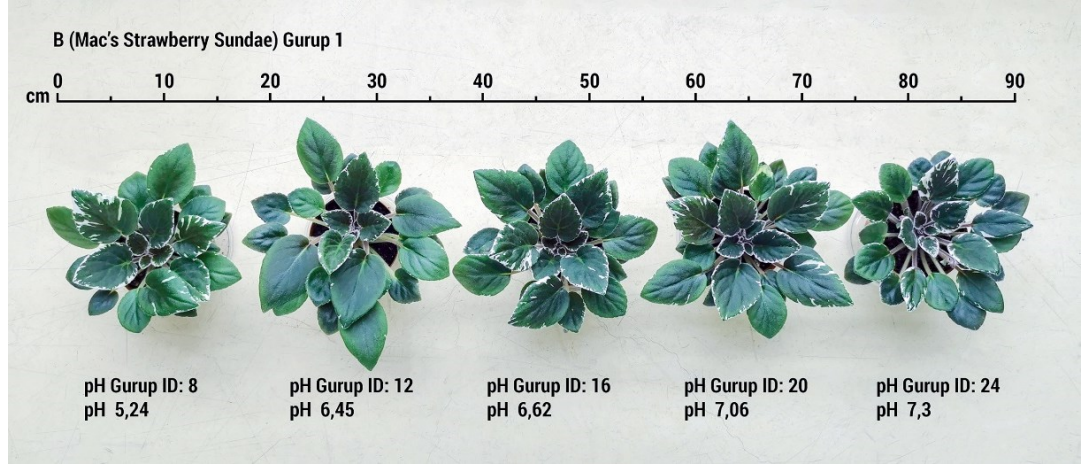 B (Mac's Strawberry Sundae) Gurup 1
0 10 20 30 40 50 60 70 80 90
cm
pH Gurup ID: 8
pH 5,24
pH Gurup ID: 12
pH 6,45
pH Gurup ID: 16
pH 6,62
pH Gurup ID: 20
pH 7,06
pH Gurup ID: 24
pH 7,3